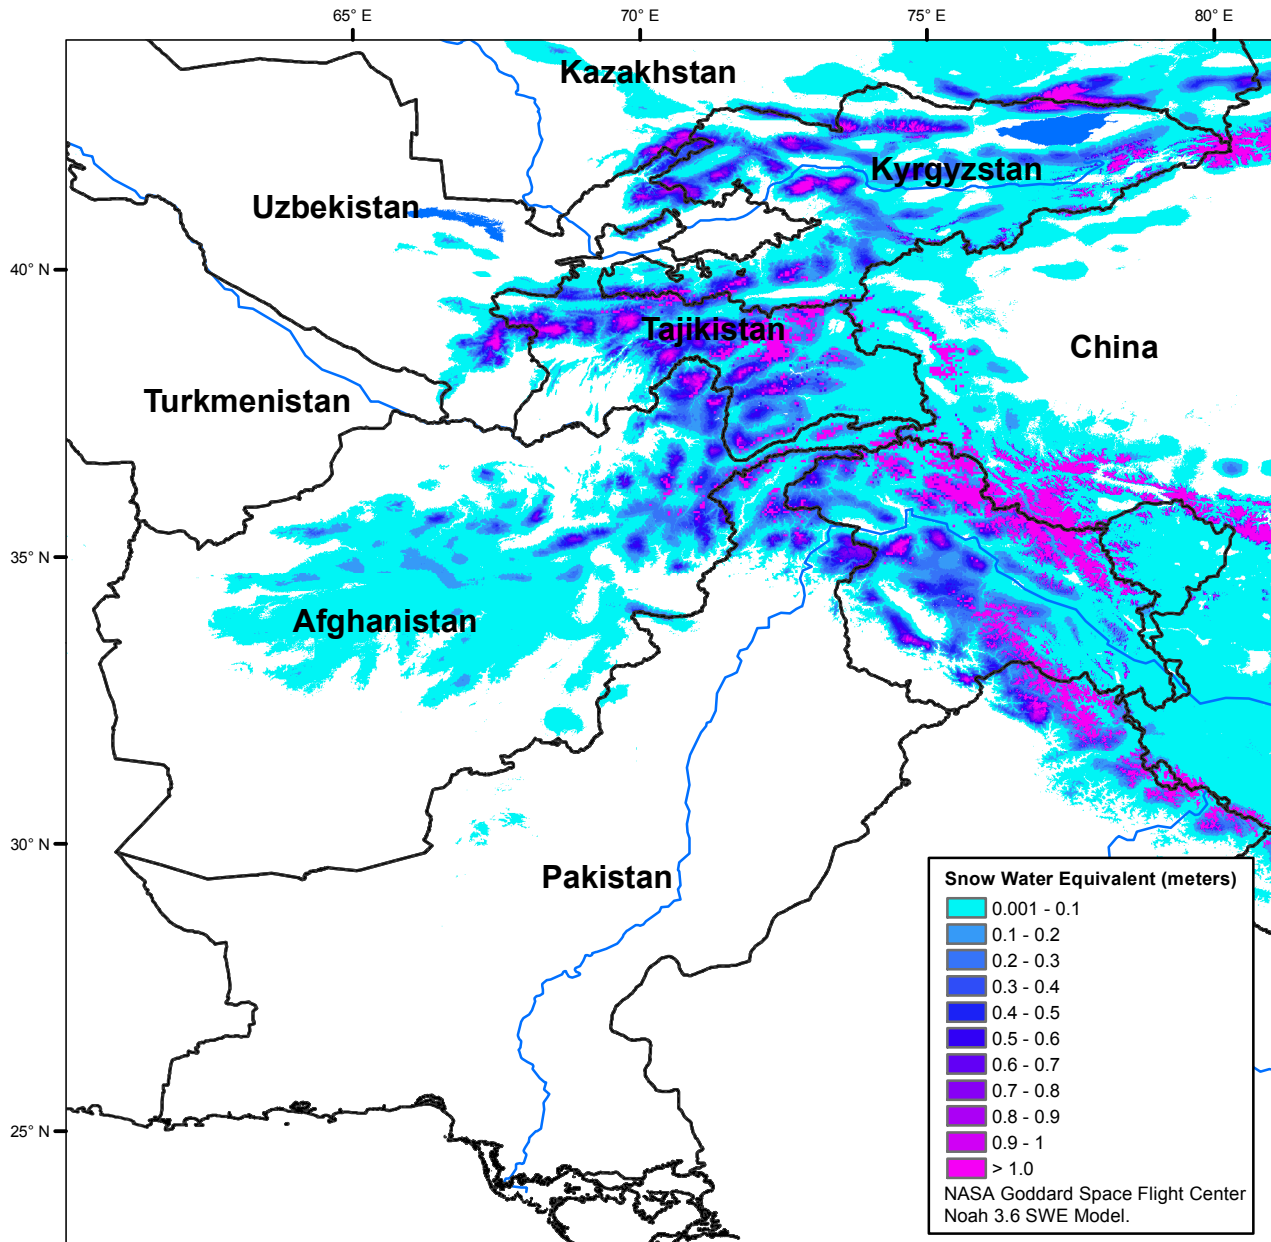 65° E
70° E
75° E
80° E
Kazakhstan
Kyrgyzstan
Uzbekistan
40° N
Tajikistan
China
Turkmenistan
35° N
Afghanistan
30° N
Pakistan
25° N
Snow Water Equivalent (meters)
0.001 - 0.1
0.1 - 0.2
0.2 - 0.3
0.3 - 0.4
0.4 - 0.5
0.5 - 0.6
0.6 - 0.7
0.7 - 0.8
0.8 - 0.9
0.9 - 1
> 1.0
NASA Goddard Space Flight Center
Noah 3.6 SWE Model.